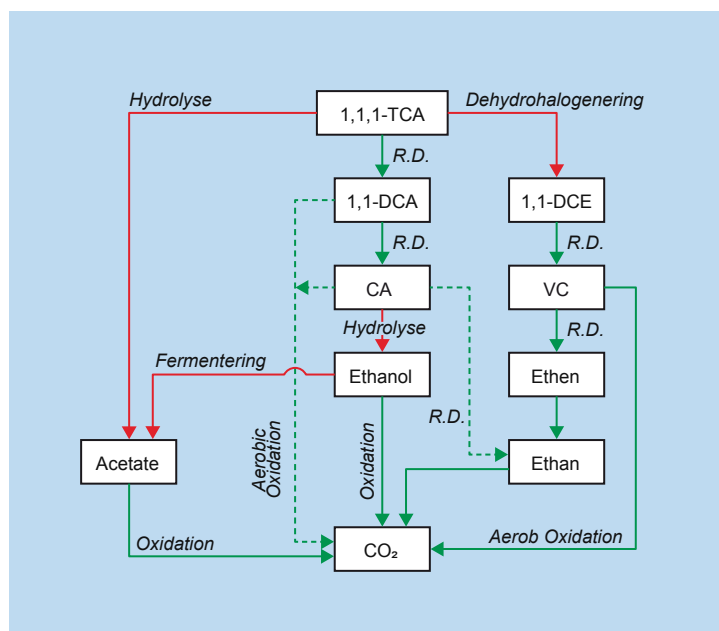 Hydrolyse
Dehydrohalogenering
1,1,1-TCA
R.D.
1,1-DCA
1,1-DCE
R.D.
R.D.
CA
VC
Hydrolyse
R.D.
Fermentering
Ethanol
Ethen
R.D.
Aerobic
Oxidation
Oxidation
Acetate
Ethan
Oxidation
CO₂
Aerob Oxidation